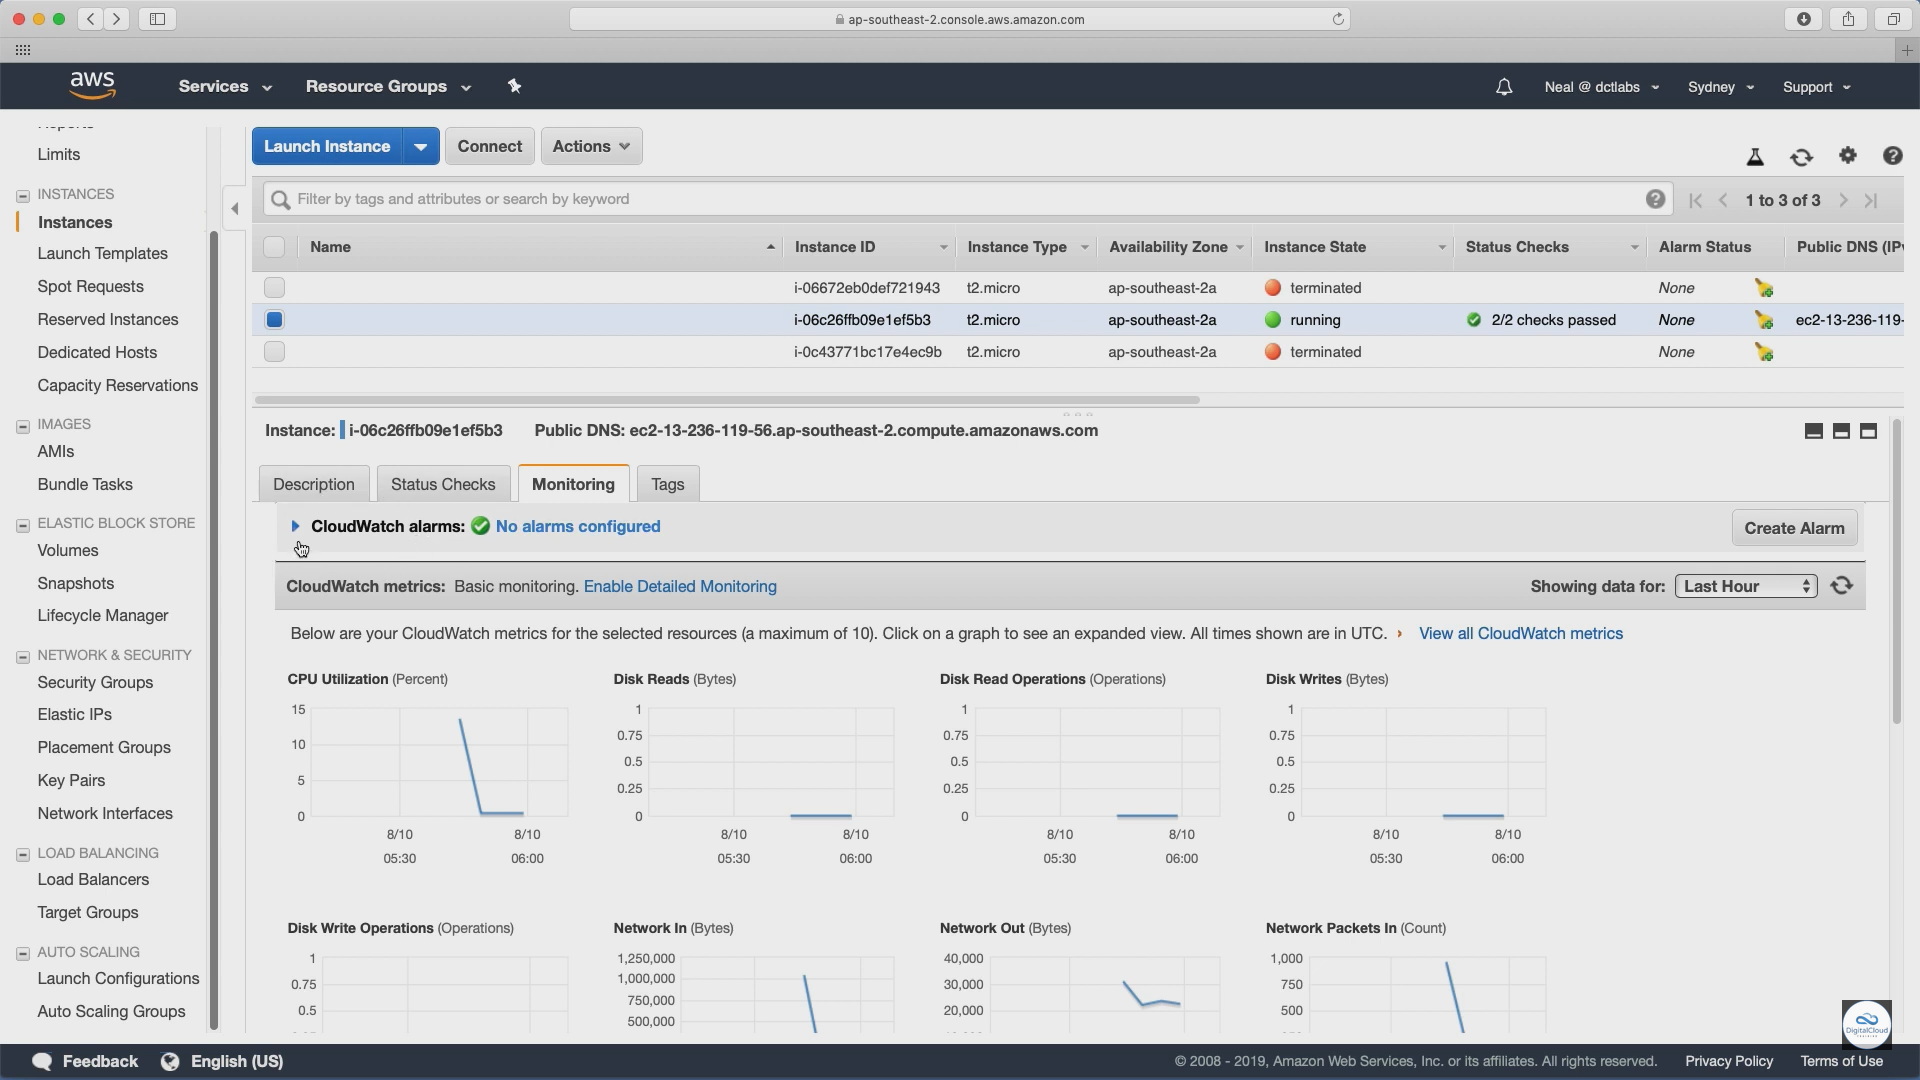 ap-southeast-2.console.aws.amazon.com
aws Services Resource Groups Neal @ dctlabs Sydney Support
Reports
Limits
INSTANCES
Instances
Launch Templates
Spot Requests
Reserved Instances
Dedicated Hosts
Capacity Reservations
IMAGES
AMIs
Bundle Tasks
ELASTIC BLOCK STORE
Volumes
Snapshots
Lifecycle Manager
NETWORK & SECURITY
Security Groups
Elastic IPs
Placement Groups
Key Pairs
Network Interfaces
LOAD BALANCING
Load Balancers
Target Groups
AUTO SCALING
Launch Configurations
Auto Scaling Groups
Launch Instance Connect Actions
Filter by tags and attributes or search by keyword 1 to 3 of 3
Name Instance ID Instance Type Availability Zone Instance State Status Checks Alarm Status Public DNS (IPv
i-06672eb0def721943 t2.micro ap-southeast-2a terminated None
i-06c26ffb09e1ef5b3 t2.micro ap-southeast-2a running 2/2 checks passed None ec2-13-236-119-
i-0c43771bc17e4ec9b t2.micro ap-southeast-2a terminated None
Instance: i-06c26ffb09e1ef5b3 Public DNS: ec2-13-236-119-56.ap-southeast-2.compute.amazonaws.com
Description Status Checks Monitoring Tags
CloudWatch alarms: No alarms configured Create Alarm
CloudWatch metrics: Basic monitoring. Enable Detailed Monitoring Showing data for: Last Hour
Below are your CloudWatch metrics for the selected resources (a maximum of 10). Click on a graph to see an expanded view. All times shown are in UTC. › View all CloudWatch metrics
CPU Utilization (Percent) Disk Reads (Bytes) Disk Read Operations (Operations) Disk Writes (Bytes)
15 1 1 1
10 0.75 0.75 0.75
0.5 0.5 0.5
5 0.25 0.25 0.25
0 0 0 0
8/10 8/10 8/10 8/10 8/10 8/10 8/10 8/10
05:30 06:00 05:30 06:00 05:30 06:00 05:30 06:00
Disk Write Operations (Operations) Network In (Bytes) Network Out (Bytes) Network Packets In (Count)
1 1,250,000 40,000 1,000
0.75 1,000,000 30,000 750
0.5 750,000 20,000 500
500,000
DigitalCloud
TRAINING
Feedback English (US) © 2008 - 2019, Amazon Web Services, Inc. or its affiliates. All rights reserved. Privacy Policy Terms of Use